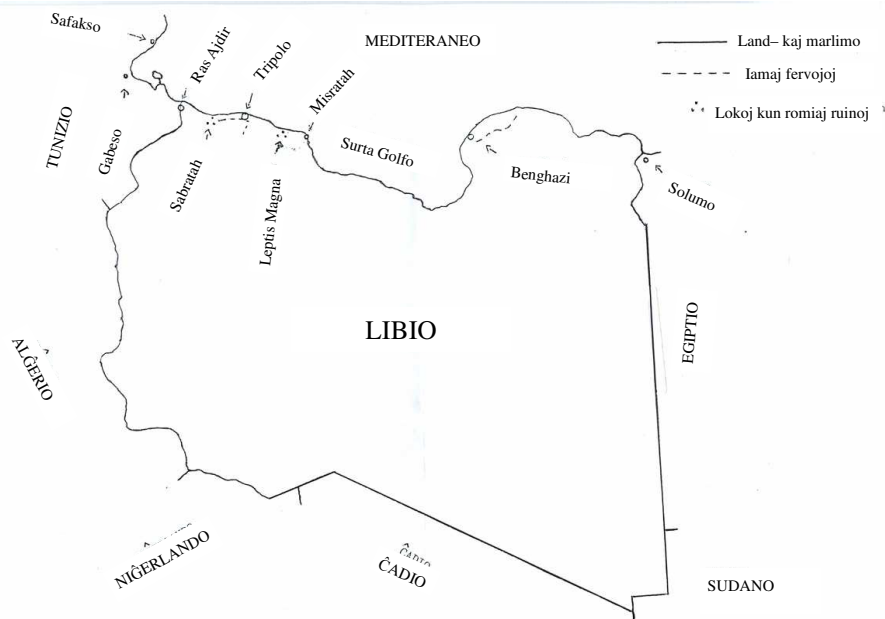 Safakso
MEDITERANEO
Ras Ajdir
Tripolo
Misratah
Land– kaj marlimo
Iamaj fervojoj
Lokoj kun romiaj ruinoj
TUNIZIO
Gabeso
Sabratah
Leptis Magna
Surta Golfo
Benghazi
Solumo
LIBIO
EGIPTIO
ALĜERIO
NIĜERLANDO
ĈADIO
ĈADIO
SUDANO